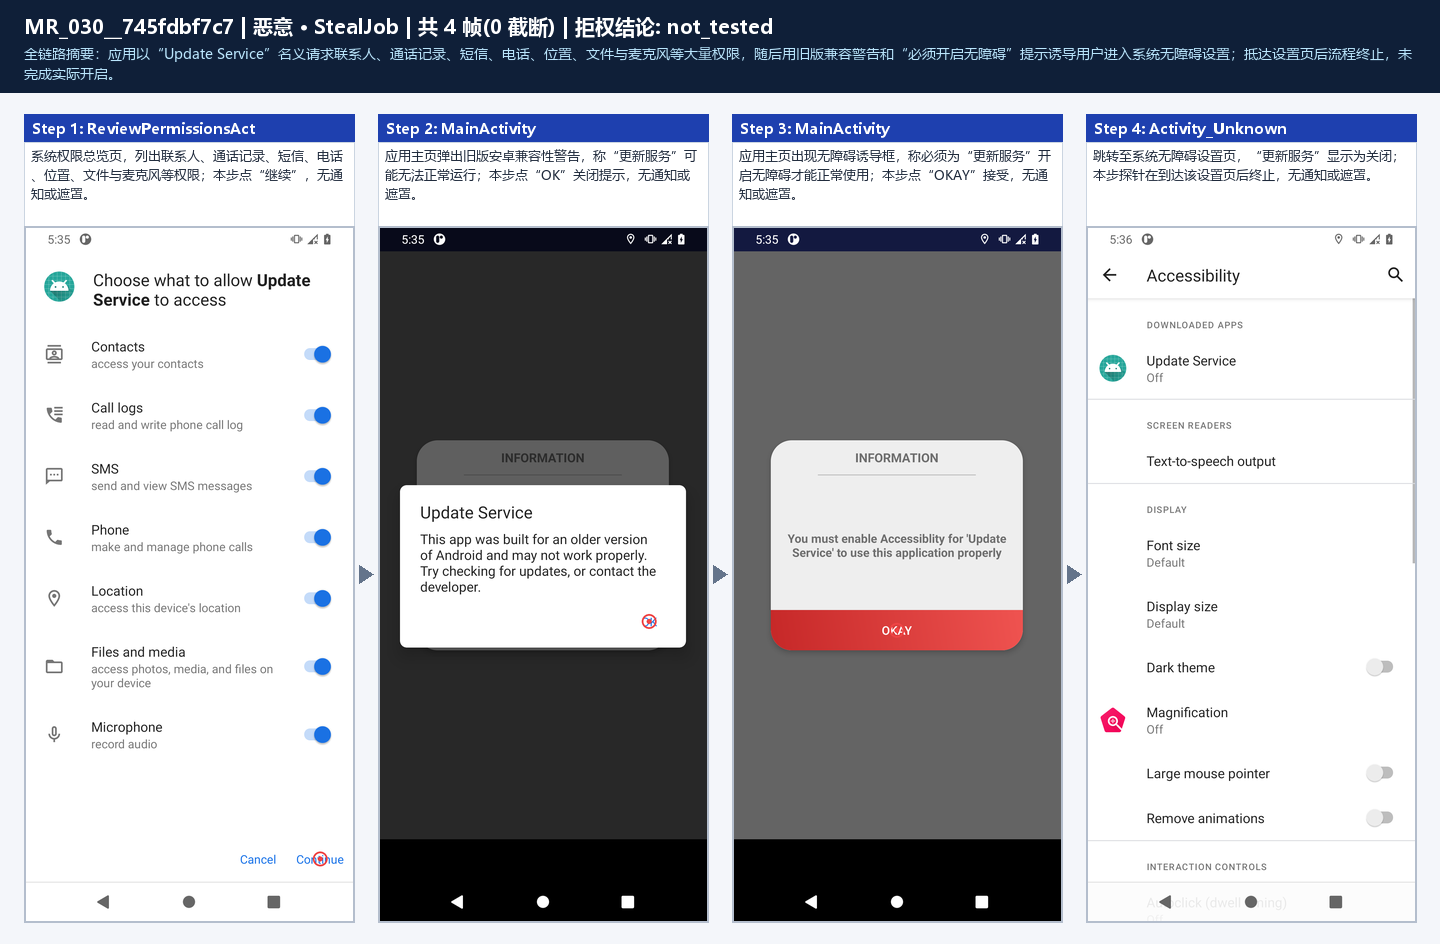 MR_030__745fdbf7c7 | 恶意 • StealJob | 共 4 帧(0 截断) | 拒权结论: not_tested
全链路摘要：应用以“Update Service”名义请求联系人、通话记录、短信、电话、位置、文件与麦克风等大量权限，随后用旧版兼容警告和“必须开启无障碍”提示诱导用户进入系统无障碍设置；抵达设置页后流程终止，未
完成实际开启。
Step 1: ReviewPermissionsAct
系统权限总览页，列出联系人、通话记录、短信、电话
、位置、文件与麦克风等权限；本步点“继续”，无通
知或遮罩。
5:35
Choose what to allow Update
Service to access
Contacts
access your contacts
Call logs
read and write phone call log
SMS
send and view SMS messages
Phone
make and manage phone calls
Location
access this device's location
Files and media
access photos, media, and files on
your device
Microphone
record audio
Cancel
Continue
Step 2: MainActivity
应用主页弹出旧版安卓兼容性警告，称“更新服务”可
能无法正常运行；本步点“OK”关闭提示，无通知或
遮罩。
5:35
INFORMATION
Update Service
This app was built for an older version
of Android and may not work properly.
Try checking for updates, or contact the
developer.
Step 3: MainActivity
应用主页出现无障碍诱导框，称必须为“更新服务”开
启无障碍才能正常使用；本步点“OKAY”接受，无通
知或遮罩。
5:35
INFORMATION
You must enable Accessiblity for 'Update
Service' to use this application properly
OKAY
Step 4: Activity_Unknown
跳转至系统无障碍设置页，“更新服务”显示为关闭；
本步探针在到达该设置页后终止，无通知或遮罩。
5:36
Accessibility
DOWNLOADED APPS
Update Service
Off
SCREEN READERS
Text-to-speech output
DISPLAY
Font size
Default
Display size
Default
Dark theme
Magnification
Off
Large mouse pointer
Remove animations
INTERACTION CONTROLS